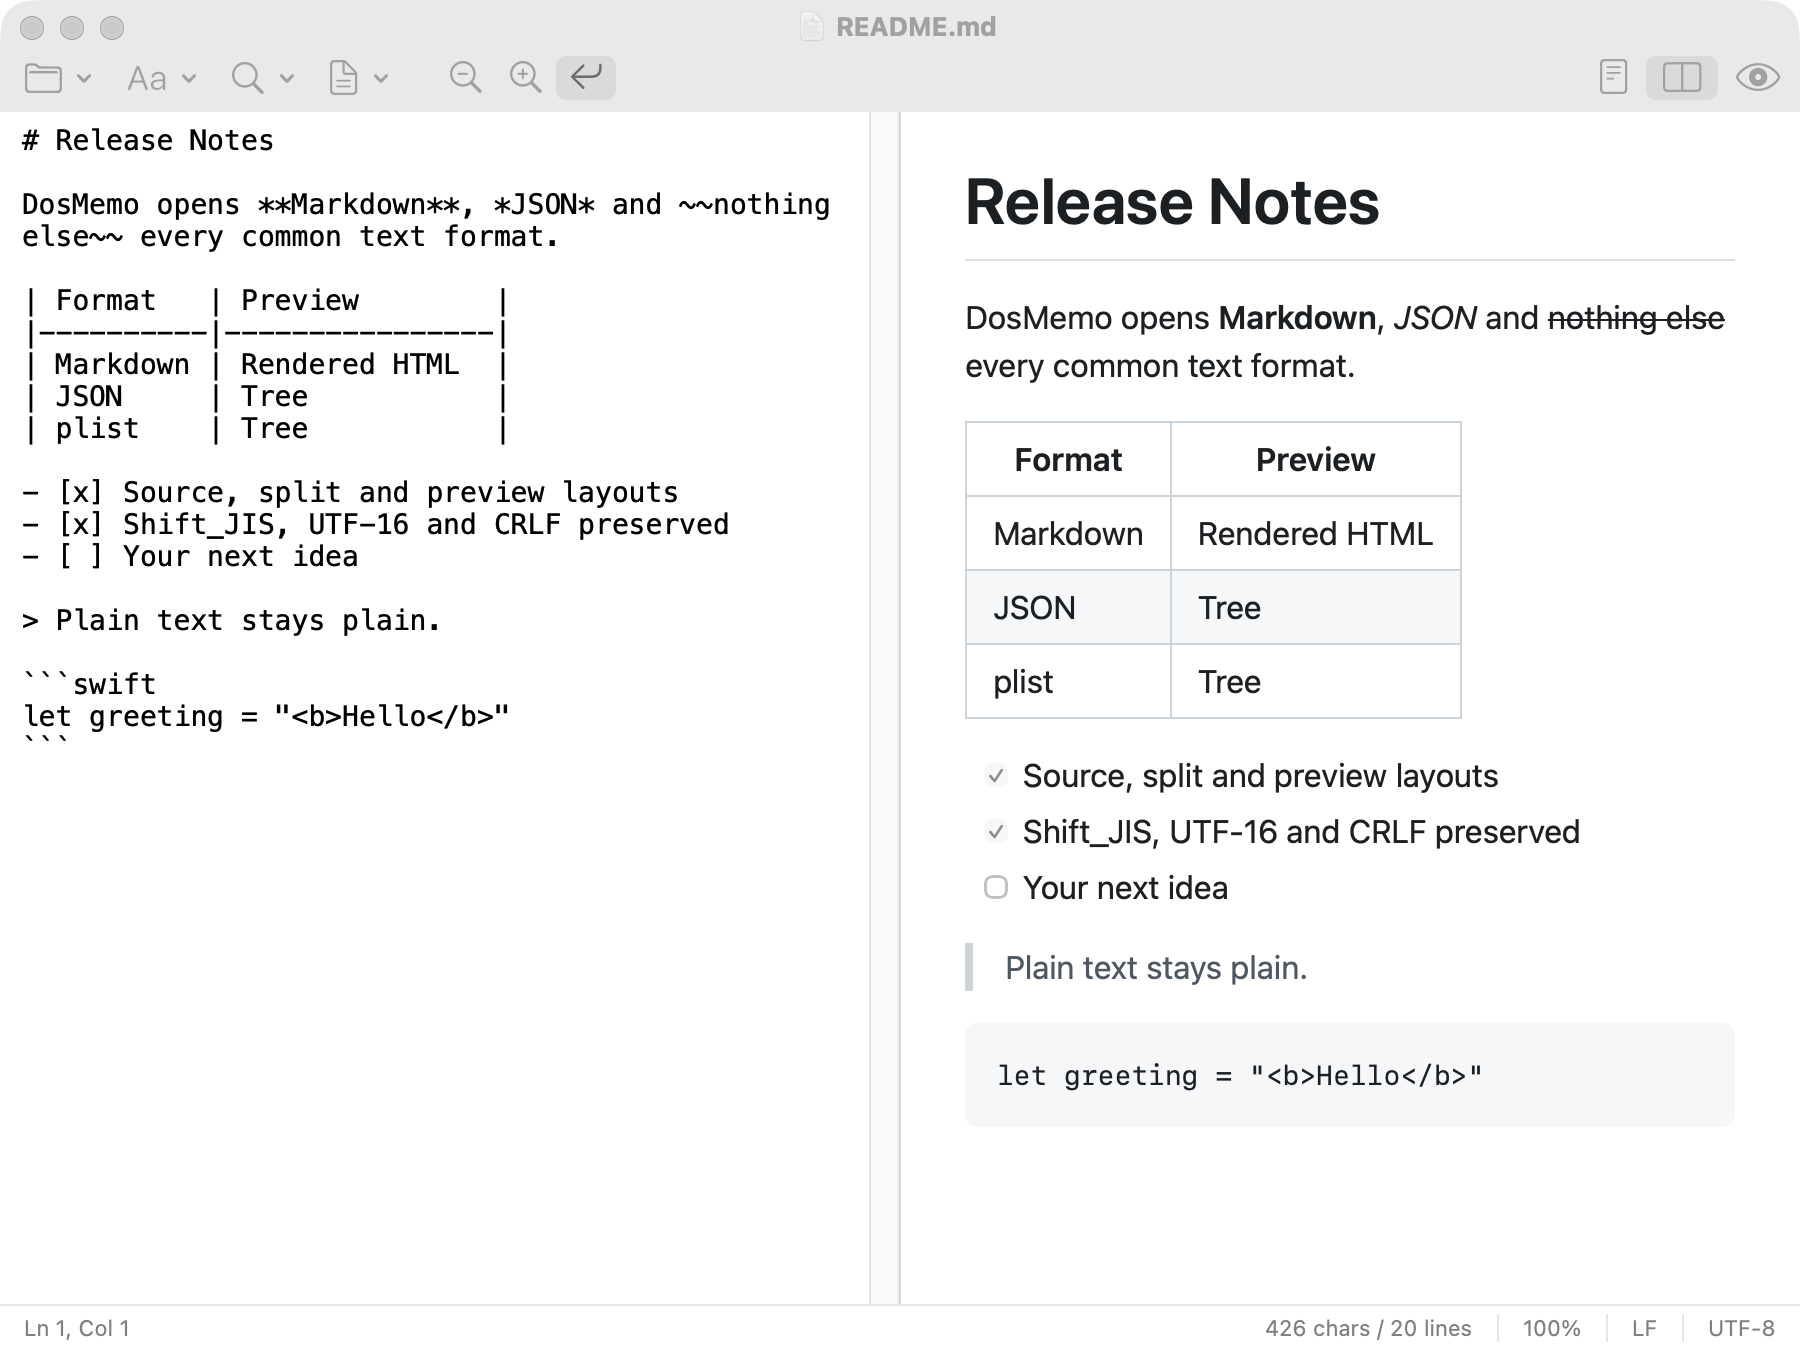 README.md
Aa
# Release Notes
DosMemo opens **Markdown**, *JSON* and ~~nothing
else~~ every common text format.
| Format   | Preview        |
|----------|----------------|
| Markdown | Rendered HTML  |
| JSON     | Tree           |
| plist    | Tree           |
- [x] Source, split and preview layouts
- [x] Shift_JIS, UTF-16 and CRLF preserved
- [ ] Your next idea
> Plain text stays plain.
```swift
let greeting = "<b>Hello</b>"
```
Release Notes
DosMemo opens Markdown, JSON and nothing else
every common text format.
Format Preview
Markdown Rendered HTML
JSON Tree
plist Tree
Source, split and preview layouts
Shift_JIS, UTF-16 and CRLF preserved
Your next idea
Plain text stays plain.
let greeting = "<b>Hello</b>"
Ln 1, Col 1
426 chars / 20 lines
100%
LF
UTF-8